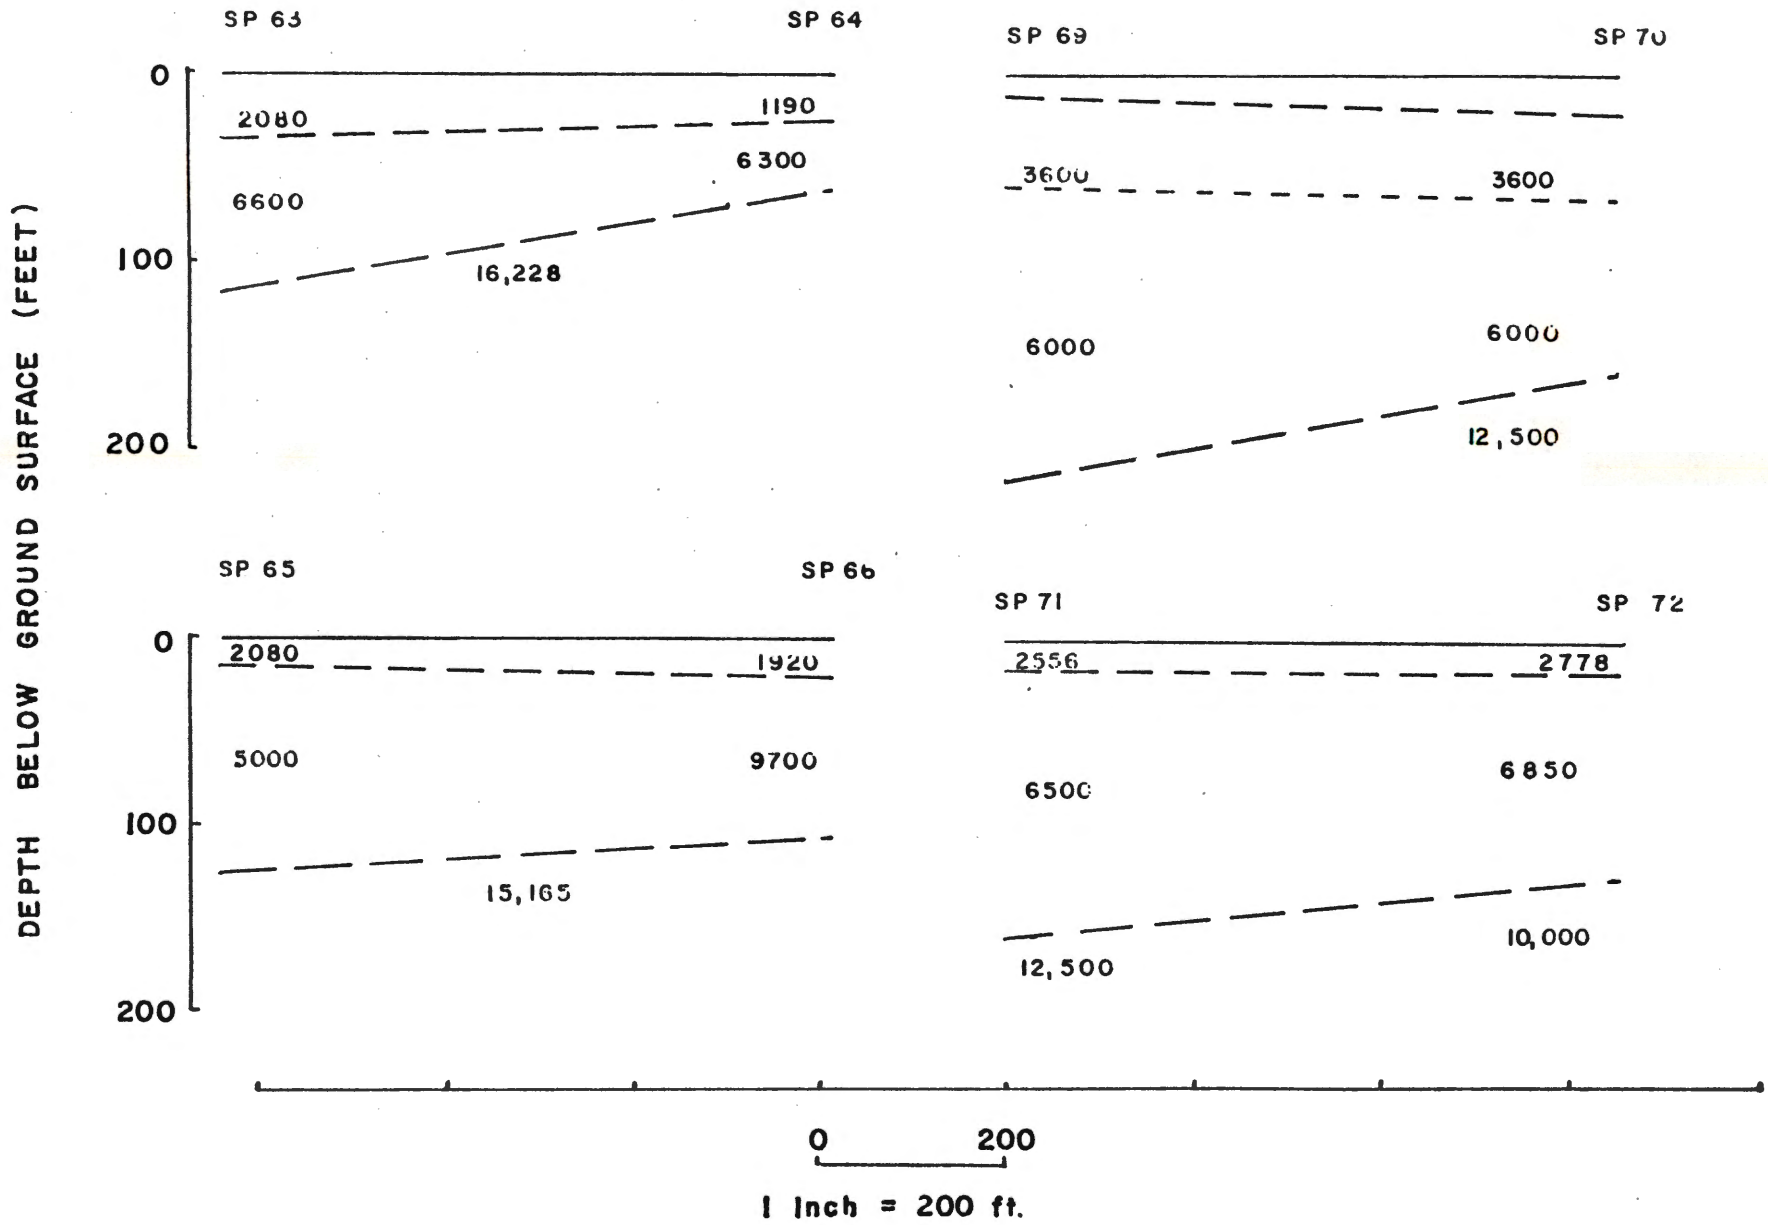 SP 63
SP 64
0
2080
1190
6300
6600
100
16,228
200
SP 69
SP 70
3600
3600
6000
6000
12,500
DEPTH BELOW GROUND SURFACE (FEET)
SP 65
SP 66
0
2080
1920
5000
9700
100
15,165
200
SP 71
SP 72
2556
2778
6500
6850
12,500
10,000
0 200
1 Inch = 200 ft.